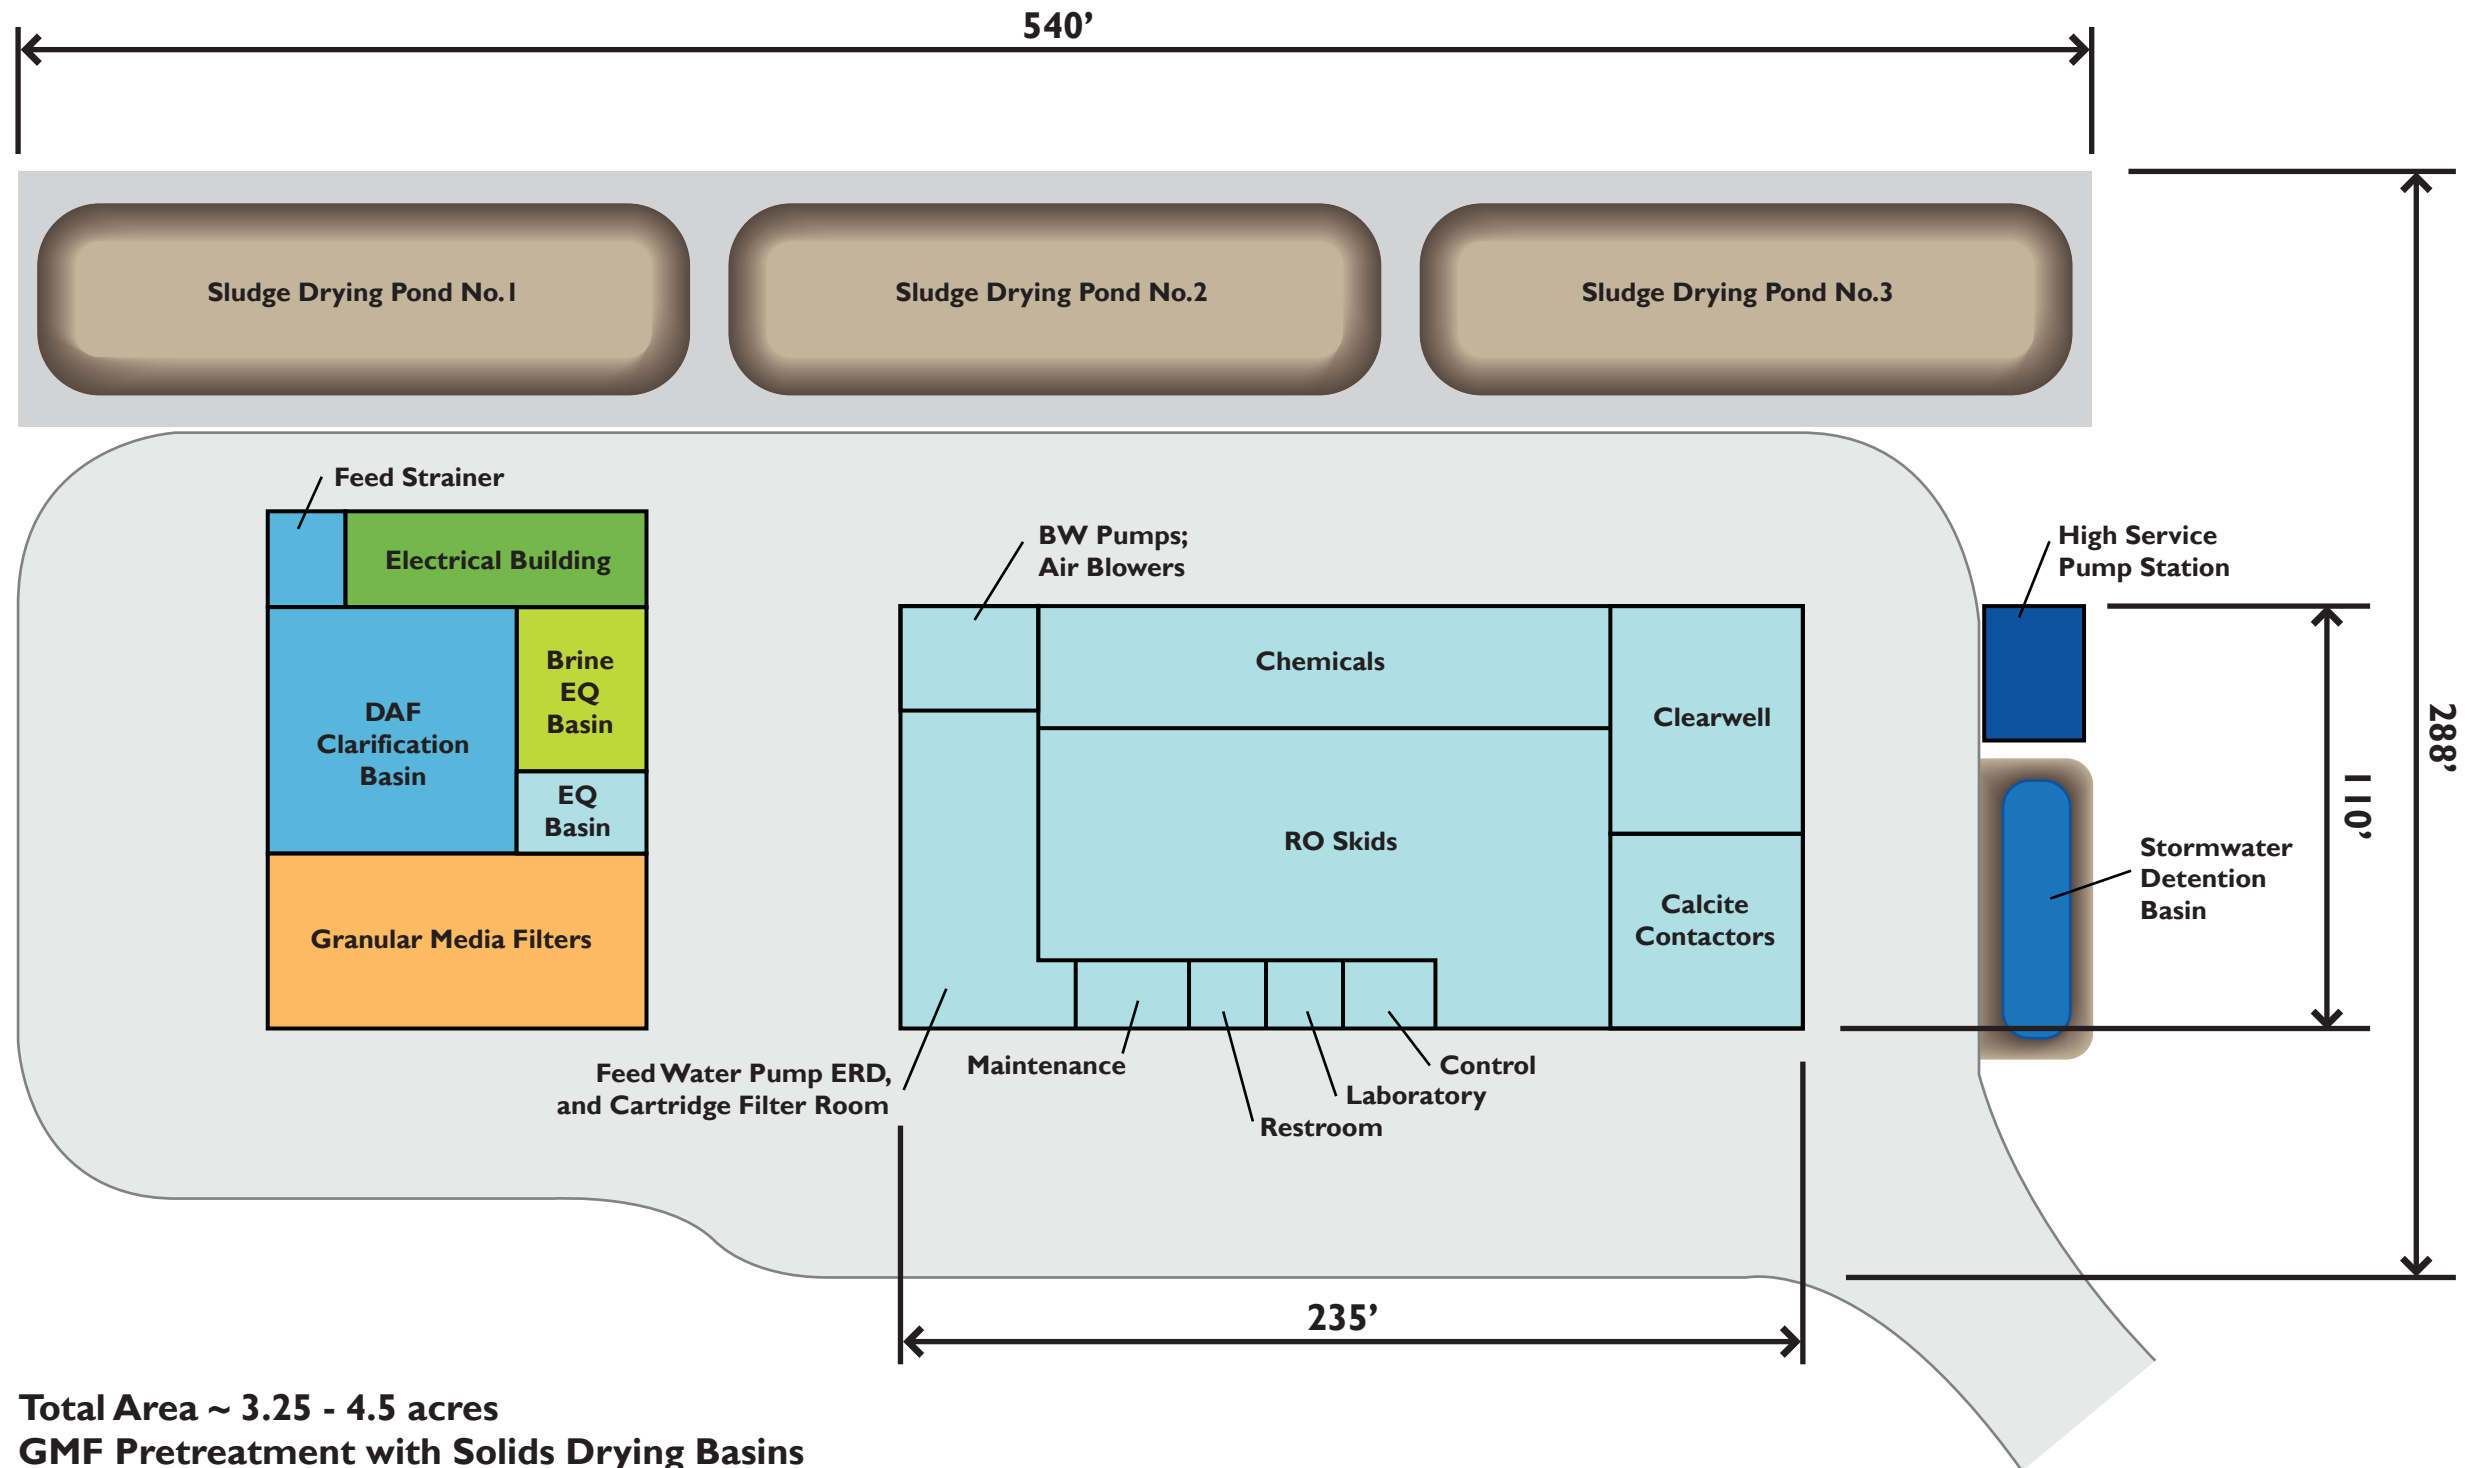 540’
Sludge Drying Pond No.1
Sludge Drying Pond No.2
Sludge Drying Pond No.3
Feed Strainer
Electrical Building
Brine
EQ
Basin
DAF
Clarification
Basin
EQ
Basin
Granular Media Filters
BW Pumps;
Air Blowers
Chemicals
Clearwell
RO Skids
Calcite
Contactors
High Service
Pump Station
288’
110’
Stormwater
Detention
Basin
Feed Water Pump ERD,
and Cartridge Filter Room
Maintenance
Control
Laboratory
Restroom
235’
Total Area ~ 3.25 - 4.5 acres
GMF Pretreatment with Solids Drying Basins